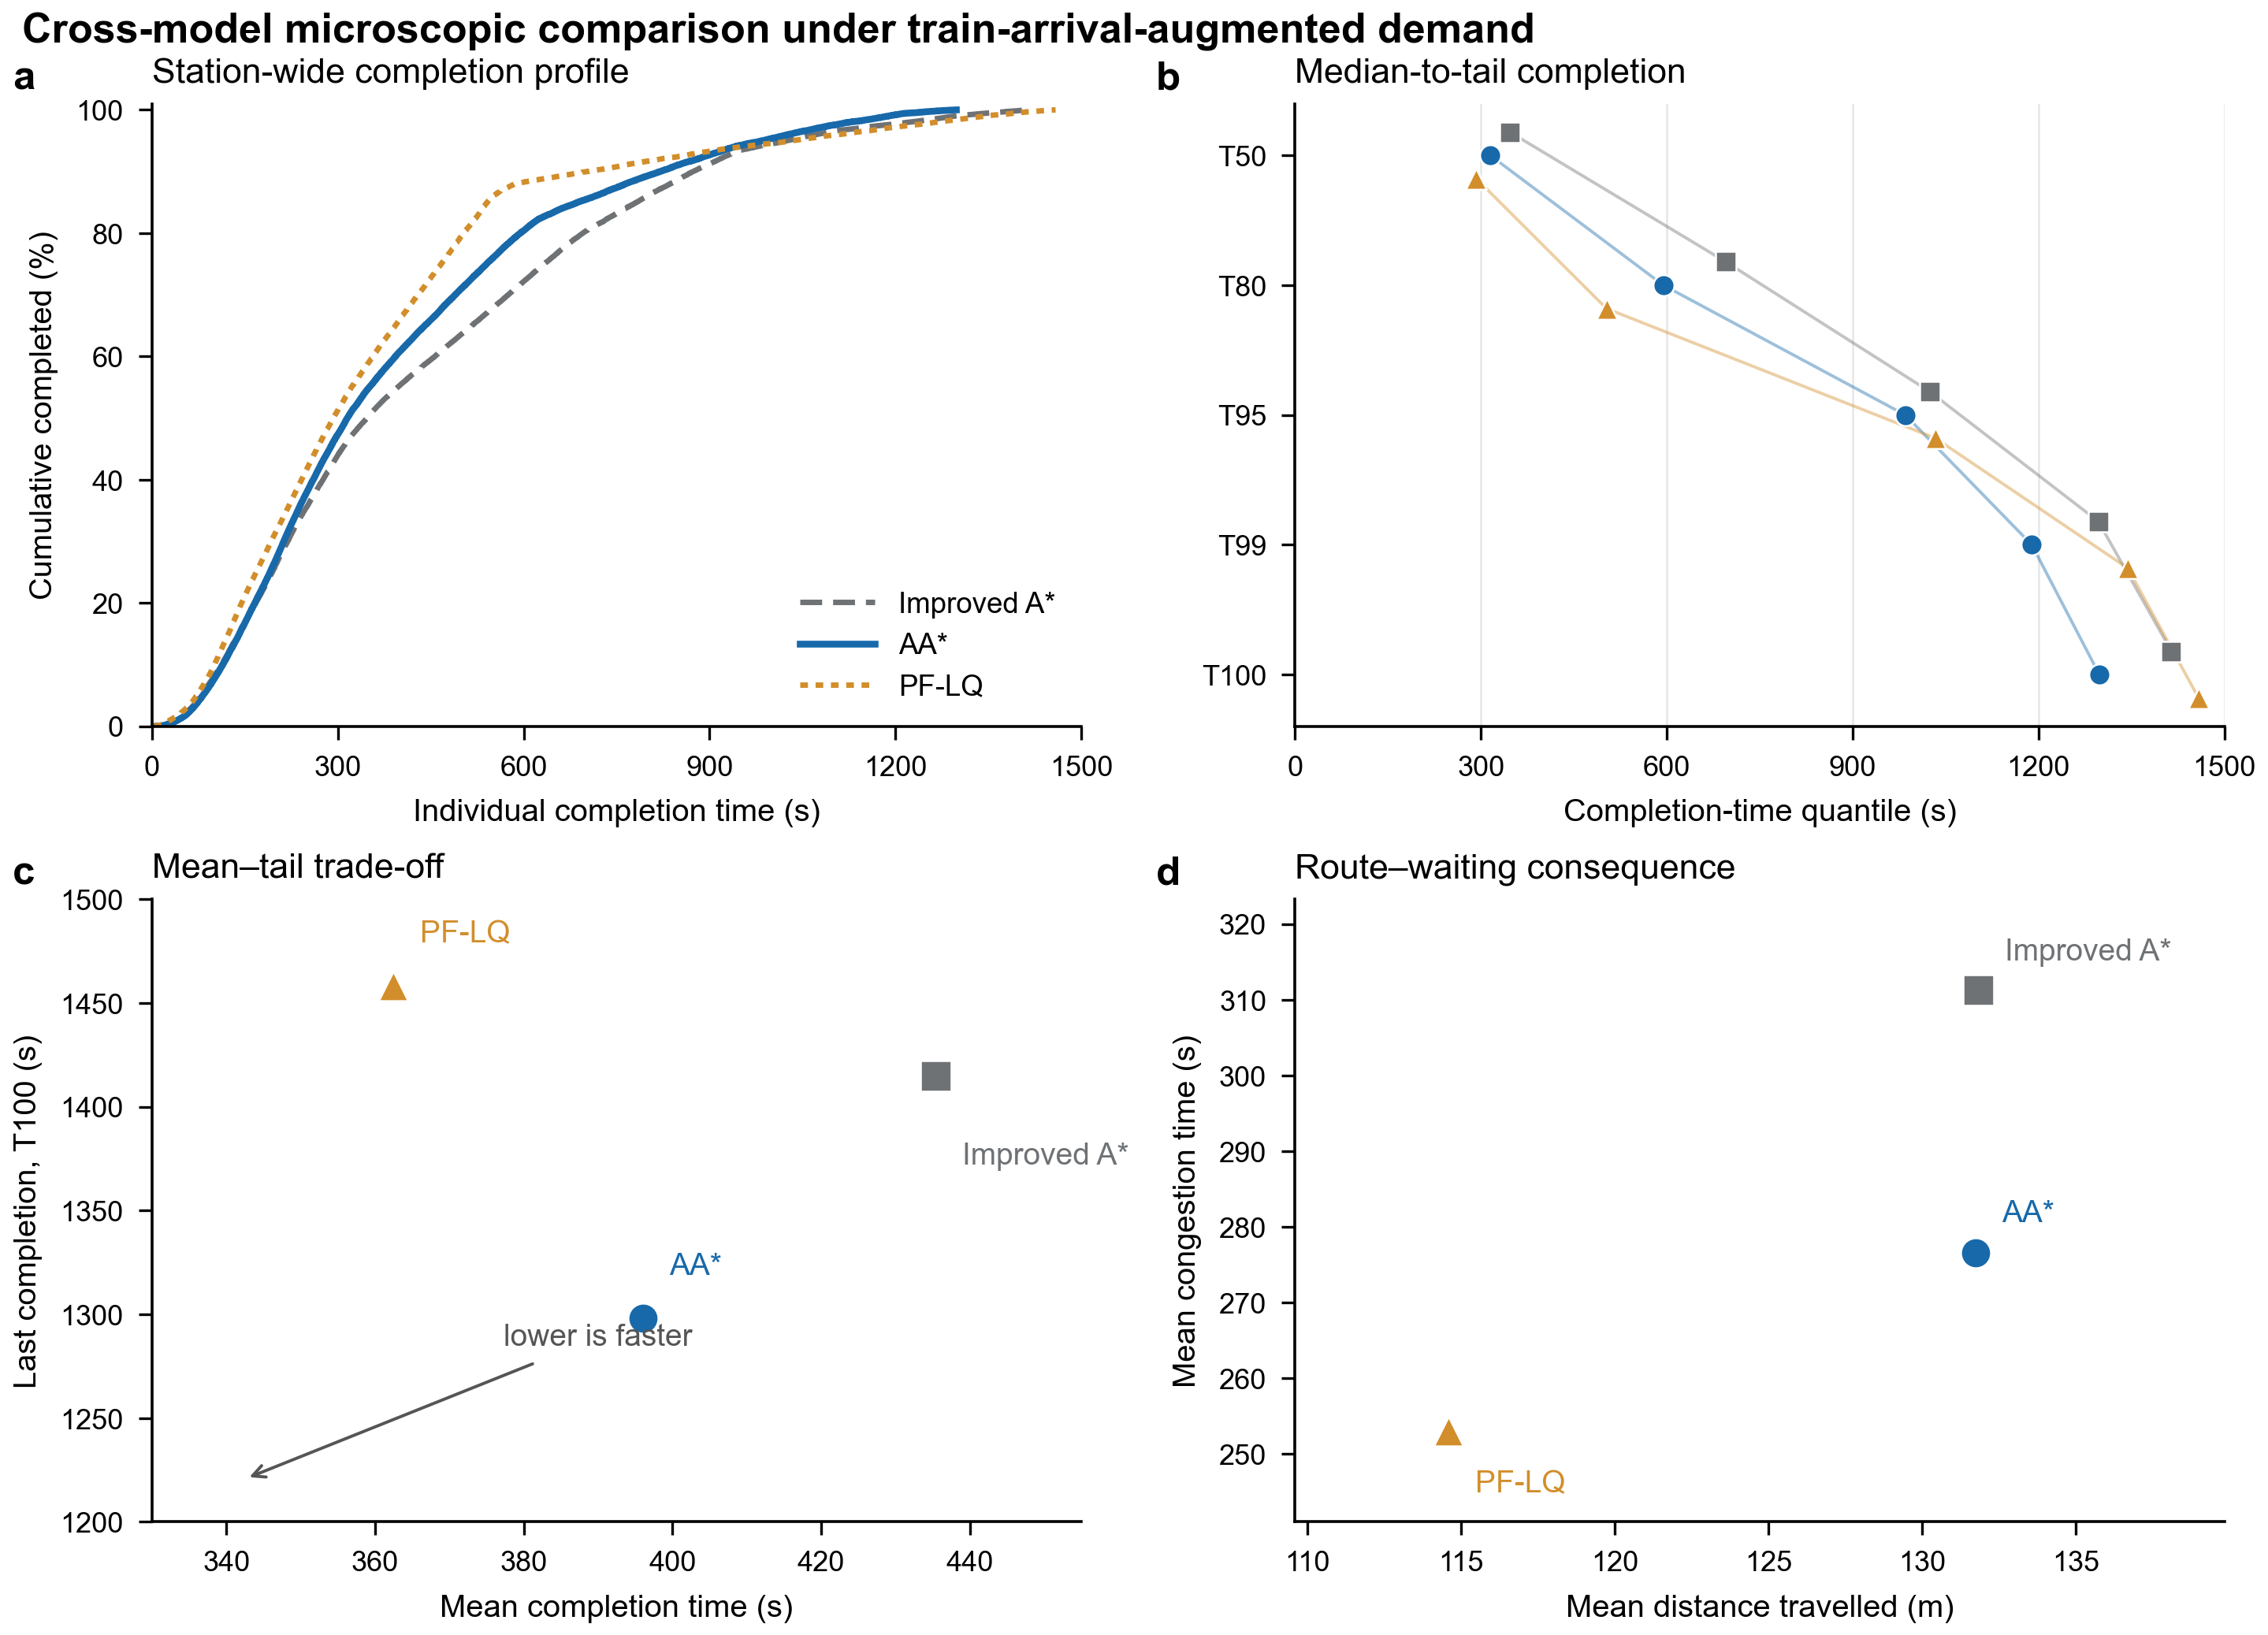 Cross-model microscopic comparison under train-arrival-augmented demand
a
Station-wide completion profile
100
80
60
40
20
0
Cumulative completed (%)
Improved A*
AA*
PF-LQ
0 300 600 900 1200 1500
Individual completion time (s)
b
Median-to-tail completion
T50
T80
T95
T99
T100
0 300 600 900 1200 1500
Completion-time quantile (s)
c
Mean–tail trade-off
1500
1450
1400
1350
1300
1250
1200
Last completion, T100 (s)
PF-LQ
Improved A*
AA*
lower is faster
340 360 380 400 420 440
Mean completion time (s)
d
Route–waiting consequence
320
310
300
290
280
270
260
250
Mean congestion time (s)
Improved A*
AA*
PF-LQ
110 115 120 125 130 135
Mean distance travelled (m)